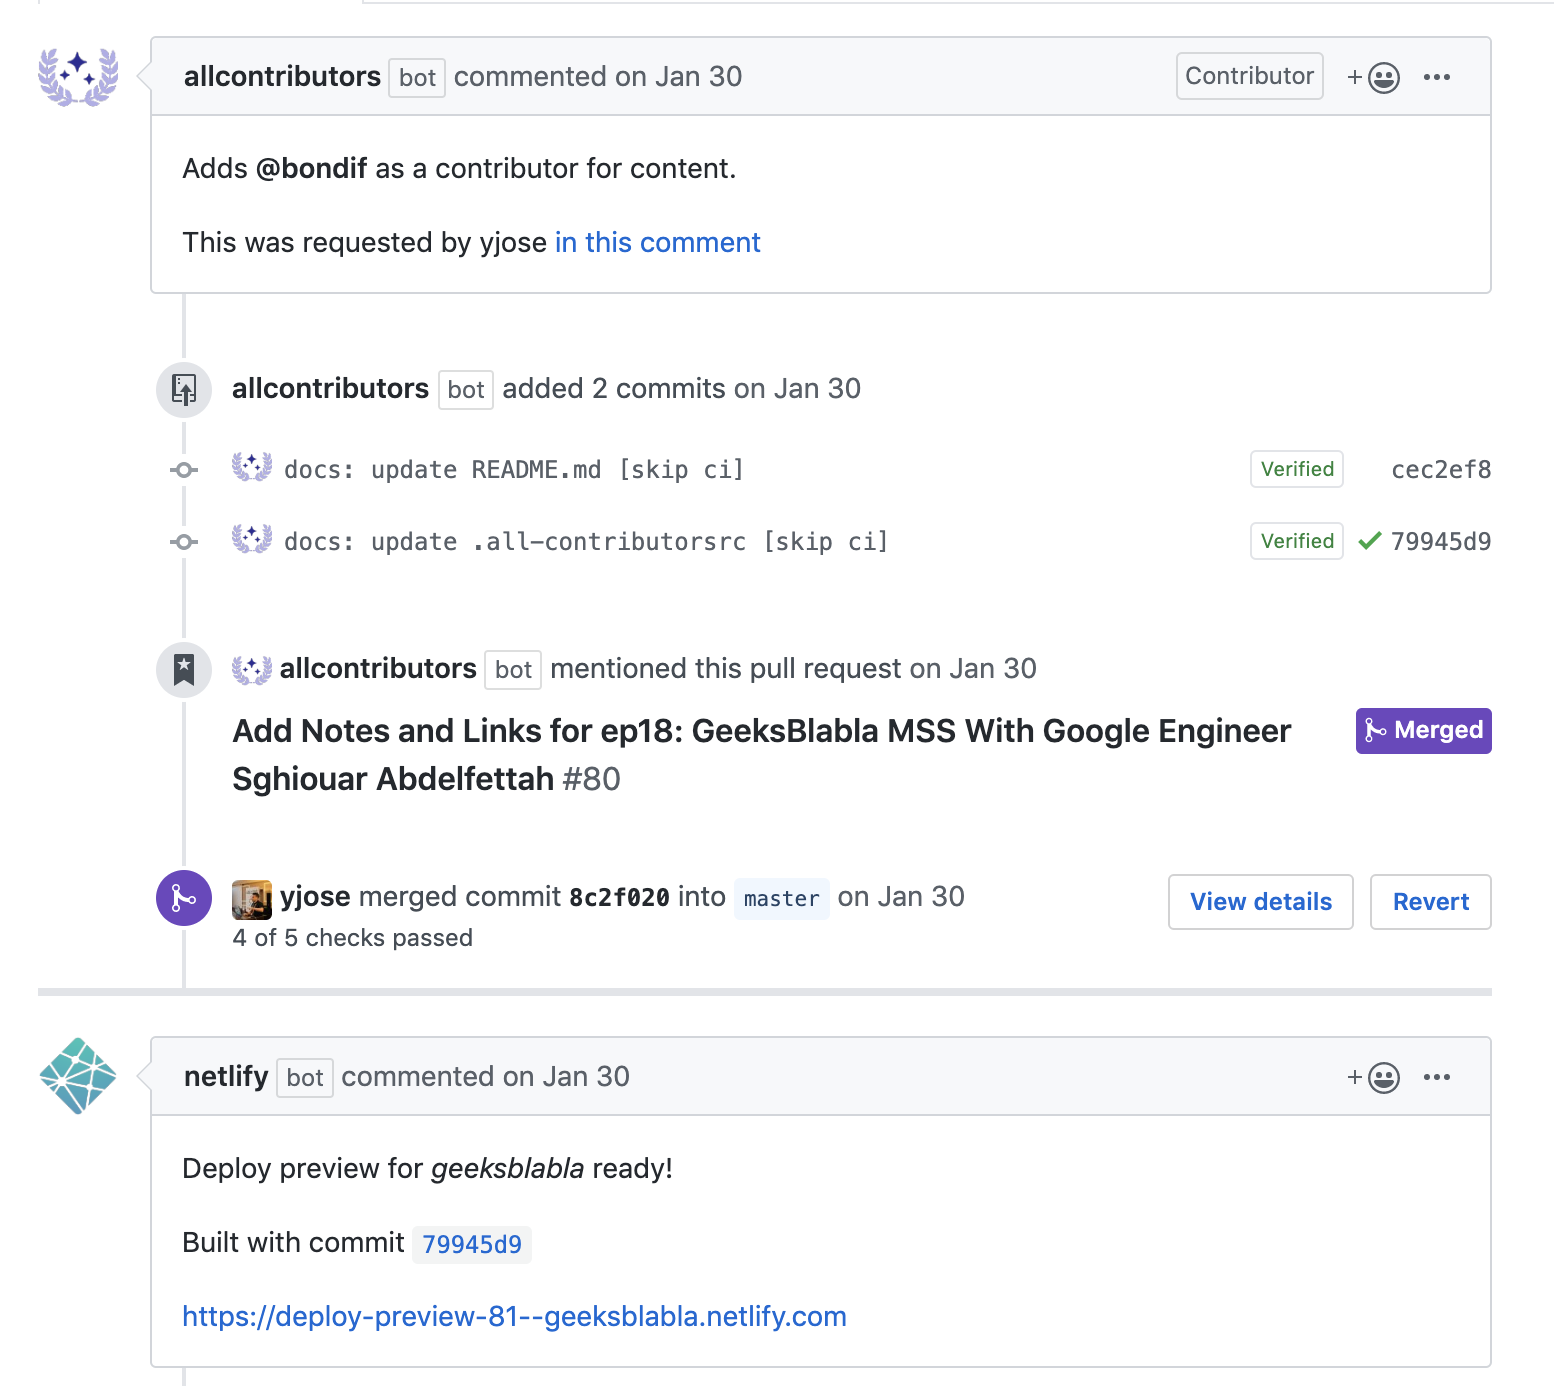 allcontributors bot commented on Jan 30 Contributor
Adds @bondif as a contributor for content.
This was requested by yjose in this comment
allcontributors bot added 2 commits on Jan 30
docs: update README.md [skip ci] Verified cec2ef8
docs: update .all-contributorsrc [skip ci] Verified 79945d9
allcontributors bot mentioned this pull request on Jan 30
Add Notes and Links for ep18: GeeksBlabla MSS With Google Engineer Merged
Sghiouar Abdelfettah #80
yjose merged commit 8c2f020 into master on Jan 30 View details Revert
4 of 5 checks passed
netlify bot commented on Jan 30
Deploy preview for geeksblabla ready!
Built with commit 79945d9
https://deploy-preview-81--geeksblabla.netlify.com